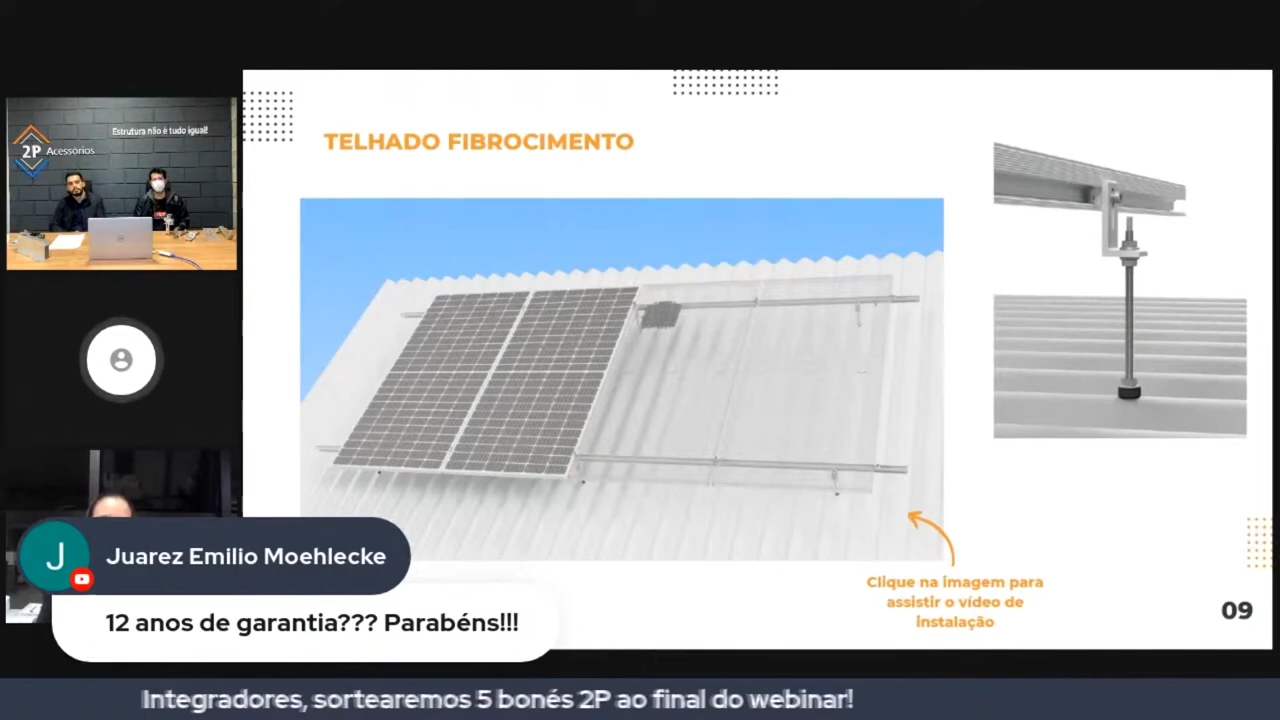 Estrutura não é tudo igual!
2P Acessórios
TELHADO FIBROCIMENTO
Clique na imagem para
assistir o vídeo de
instalação
09
J
Juarez Emilio Moehlecke
12 anos de garantia??? Parabéns!!!
Integradores, sortearemos 5 bonés 2P ao final do webinar!